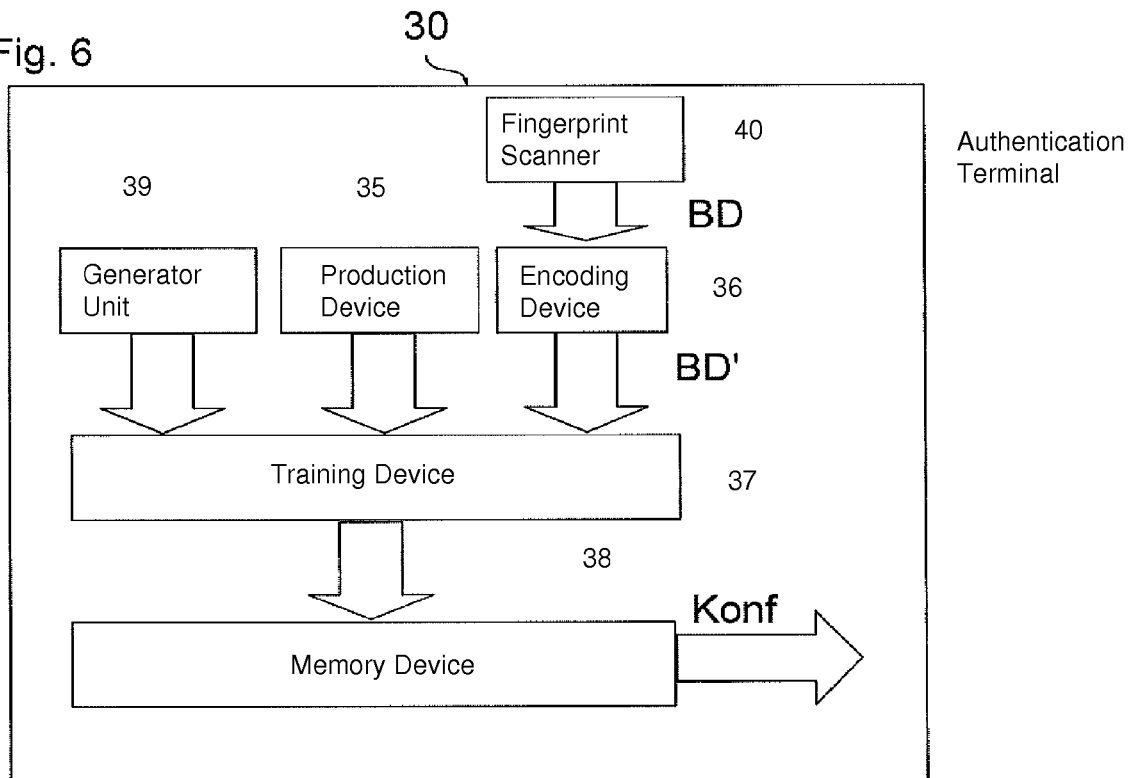 Fig. 6
30
Fingerprint
Scanner
40
Authentication
Terminal
39
35
BD
Generator
Unit
Production
Device
Encoding
Device
36
BD'
Training Device
37
38
Konf
Memory Device